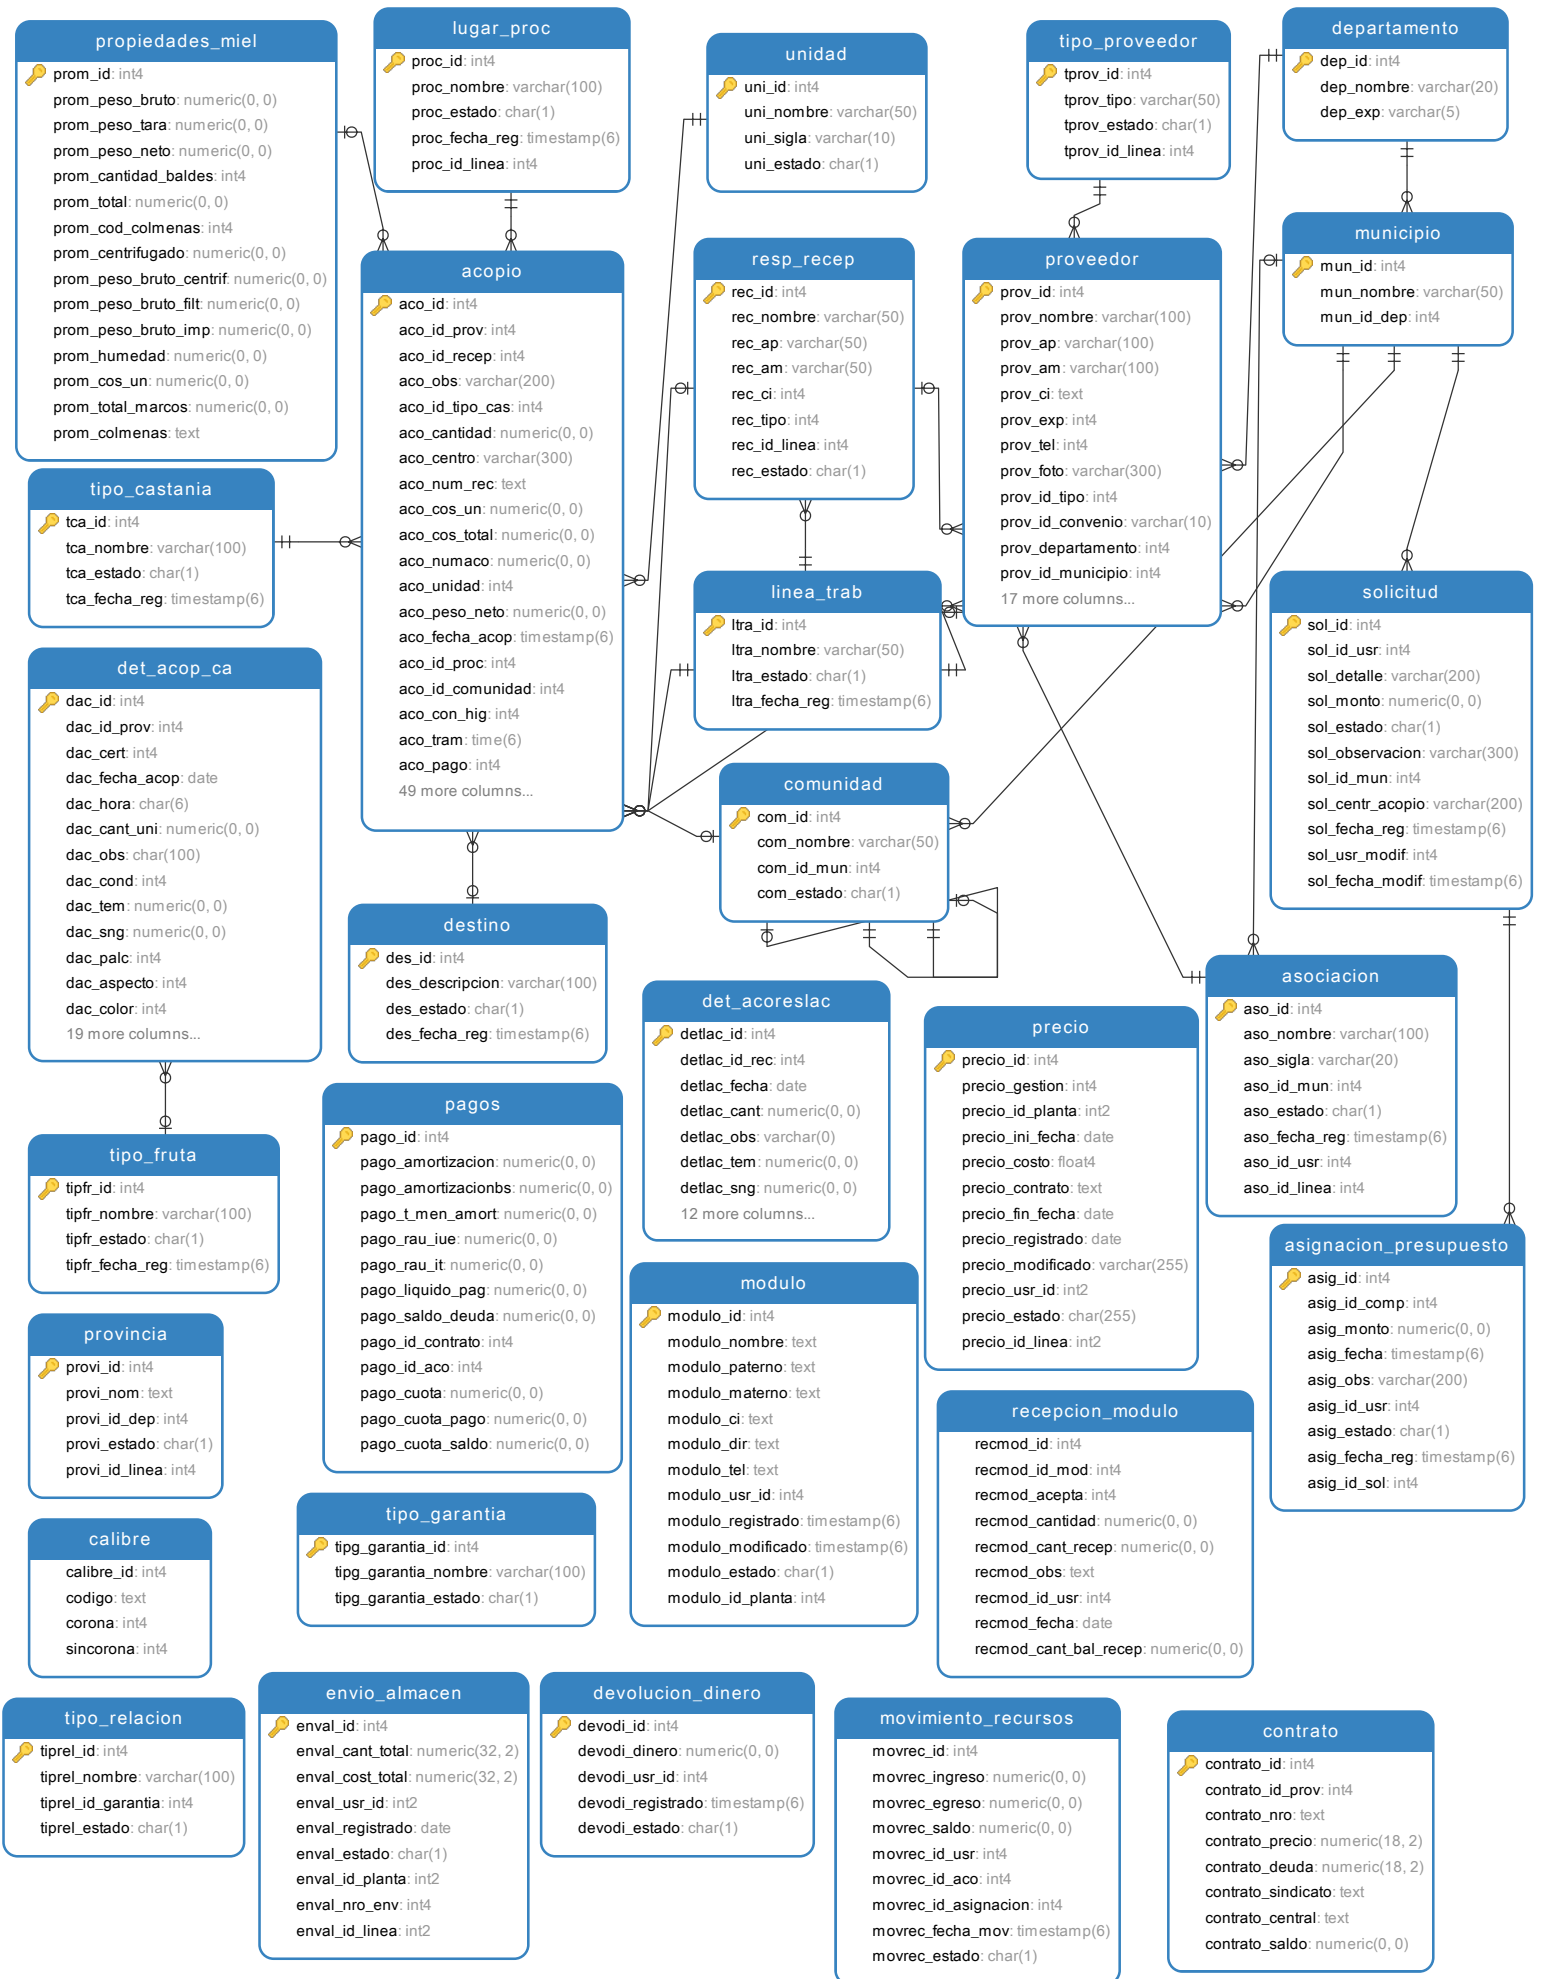 propiedades_miel
prom_id: int4
prom_peso_bruto: numeric(0, 0)
prom_peso_tara: numeric(0, 0)
prom_peso_neto: numeric(0, 0)
prom_cantidad_baldes: int4
prom_total: numeric(0, 0)
prom_cod_colmenas: int4
prom_centrifugado: numeric(0, 0)
prom_peso_bruto_centrif: numeric(0, 0)
prom_peso_bruto_filt: numeric(0, 0)
prom_peso_bruto_imp: numeric(0, 0)
prom_humedad: numeric(0, 0)
prom_cos_un: numeric(0, 0)
prom_total_marcos: numeric(0, 0)
prom_colmenas: text
lugar_proc
proc_id: int4
proc_nombre: varchar(100)
proc_estado: char(1)
proc_fecha_reg: timestamp(6)
proc_id_linea: int4
unidad
uni_id: int4
uni_nombre: varchar(50)
uni_sigla: varchar(10)
uni_estado: char(1)
tipo_proveedor
tprov_id: int4
tprov_tipo: varchar(50)
tprov_estado: char(1)
tprov_id_linea: int4
departamento
dep_id: int4
dep_nombre: varchar(20)
dep_exp: varchar(5)
acopio
aco_id: int4
aco_id_prov: int4
aco_id_recep: int4
aco_obs: varchar(200)
aco_id_tipo_cas: int4
aco_cantidad: numeric(0, 0)
aco_centro: varchar(300)
aco_num_rec: text
aco_cos_un: numeric(0, 0)
aco_cos_total: numeric(0, 0)
aco_numaco: numeric(0, 0)
aco_unidad: int4
aco_peso_neto: numeric(0, 0)
aco_fecha_acop: timestamp(6)
aco_id_proc: int4
aco_id_comunidad: int4
aco_con_hig: int4
aco_tram: time(6)
aco_pago: int4
49 more columns...
resp_recep
rec_id: int4
rec_nombre: varchar(50)
rec_ap: varchar(50)
rec_am: varchar(50)
rec_ci: int4
rec_tipo: int4
rec_id_linea: int4
rec_estado: char(1)
proveedor
prov_id: int4
prov_nombre: varchar(100)
prov_ap: varchar(100)
prov_am: varchar(100)
prov_ci: text
prov_exp: int4
prov_tel: int4
prov_foto: varchar(300)
prov_id_tipo: int4
prov_id_convenio: varchar(10)
prov_departamento: int4
prov_id_municipio: int4
17 more columns...
municipio
mun_id: int4
mun_nombre: varchar(50)
mun_id_dep: int4
tipo_castania
tca_id: int4
tca_nombre: varchar(100)
tca_estado: char(1)
tca_fecha_reg: timestamp(6)
linea_trab
ltra_id: int4
ltra_nombre: varchar(50)
ltra_estado: char(1)
ltra_fecha_reg: timestamp(6)
solicitud
sol_id: int4
sol_id_usr: int4
sol_detalle: varchar(200)
sol_monto: numeric(0, 0)
sol_estado: char(1)
sol_observacion: varchar(300)
sol_id_mun: int4
sol_centr_acopio: varchar(200)
sol_fecha_reg: timestamp(6)
sol_usr_modif: int4
sol_fecha_modif: timestamp(6)
det_acop_ca
dac_id: int4
dac_id_prov: int4
dac_cert: int4
dac_fecha_acop: date
dac_hora: char(6)
dac_cant_uni: numeric(0, 0)
dac_obs: char(100)
dac_cond: int4
dac_tem: numeric(0, 0)
dac_sng: numeric(0, 0)
dac_palc: int4
dac_aspecto: int4
dac_color: int4
19 more columns...
comunidad
com_id: int4
com_nombre: varchar(50)
com_id_mun: int4
com_estado: char(1)
destino
des_id: int4
des_descripcion: varchar(100)
des_estado: char(1)
des_fecha_reg: timestamp(6)
det_acoreslac
detlac_id: int4
detlac_id_rec: int4
detlac_fecha: date
detlac_cant: numeric(0, 0)
detlac_obs: varchar(0)
detlac_tem: numeric(0, 0)
detlac_sng: numeric(0, 0)
12 more columns...
precio
precio_id: int4
precio_gestion: int4
precio_id_planta: int2
precio_ini_fecha: date
precio_costo: float4
precio_contrato: text
precio_fin_fecha: date
precio_registrado: date
precio_modificado: varchar(255)
precio_usr_id: int2
precio_estado: char(255)
precio_id_linea: int2
asociacion
aso_id: int4
aso_nombre: varchar(100)
aso_sigla: varchar(20)
aso_id_mun: int4
aso_estado: char(1)
aso_fecha_reg: timestamp(6)
aso_id_usr: int4
aso_id_linea: int4
tipo_fruta
tipfr_id: int4
tipfr_nombre: varchar(100)
tipfr_estado: char(1)
tipfr_fecha_reg: timestamp(6)
pagos
pago_id: int4
pago_amortizacion: numeric(0, 0)
pago_amortizacionbs: numeric(0, 0)
pago_t_men_amort: numeric(0, 0)
pago_rau_iue: numeric(0, 0)
pago_rau_it: numeric(0, 0)
pago_liquido_pag: numeric(0, 0)
pago_saldo_deuda: numeric(0, 0)
pago_id_contrato: int4
pago_id_aco: int4
pago_cuota: numeric(0, 0)
pago_cuota_pago: numeric(0, 0)
pago_cuota_saldo: numeric(0, 0)
asignacion_presupuesto
asig_id: int4
asig_id_comp: int4
asig_monto: numeric(0, 0)
asig_fecha: timestamp(6)
asig_obs: varchar(200)
asig_id_usr: int4
asig_estado: char(1)
asig_fecha_reg: timestamp(6)
asig_id_sol: int4
modulo
modulo_id: int4
modulo_nombre: text
modulo_paterno: text
modulo_materno: text
modulo_ci: text
modulo_dir: text
modulo_tel: text
modulo_usr_id: int4
modulo_registrado: timestamp(6)
modulo_modificado: timestamp(6)
modulo_estado: char(1)
modulo_id_planta: int4
provincia
provi_id: int4
provi_nom: text
provi_id_dep: int4
provi_estado: char(1)
provi_id_linea: int4
recepcion_modulo
recmod_id: int4
recmod_id_mod: int4
recmod_acepta: int4
recmod_cantidad: numeric(0, 0)
recmod_cant_recep: numeric(0, 0)
recmod_obs: text
recmod_id_usr: int4
recmod_fecha: date
recmod_cant_bal_recep: numeric(0, 0)
tipo_garantia
tipg_garantia_id: int4
tipg_garantia_nombre: varchar(100)
tipg_garantia_estado: char(1)
calibre
calibre_id: int4
codigo: text
corona: int4
sincorona: int4
tipo_relacion
tiprel_id: int4
tiprel_nombre: varchar(100)
tiprel_id_garantia: int4
tiprel_estado: char(1)
envio_almacen
enval_id: int4
enval_cant_total: numeric(32, 2)
enval_cost_total: numeric(32, 2)
enval_usr_id: int2
enval_registrado: date
enval_estado: char(1)
enval_id_planta: int2
enval_nro_env: int4
enval_id_linea: int2
devolucion_dinero
devodi_id: int4
devodi_dinero: numeric(0, 0)
devodi_usr_id: int4
devodi_registrado: timestamp(6)
devodi_estado: char(1)
movimiento_recursos
movrec_id: int4
movrec_ingreso: numeric(0, 0)
movrec_egreso: numeric(0, 0)
movrec_saldo: numeric(0, 0)
movrec_id_usr: int4
movrec_id_aco: int4
movrec_id_asignacion: int4
movrec_fecha_mov: timestamp(6)
movrec_estado: char(1)
contrato
contrato_id: int4
contrato_id_prov: int4
contrato_nro: text
contrato_precio: numeric(18, 2)
contrato_deuda: numeric(18, 2)
contrato_sindicato: text
contrato_central: text
contrato_saldo: numeric(0, 0)